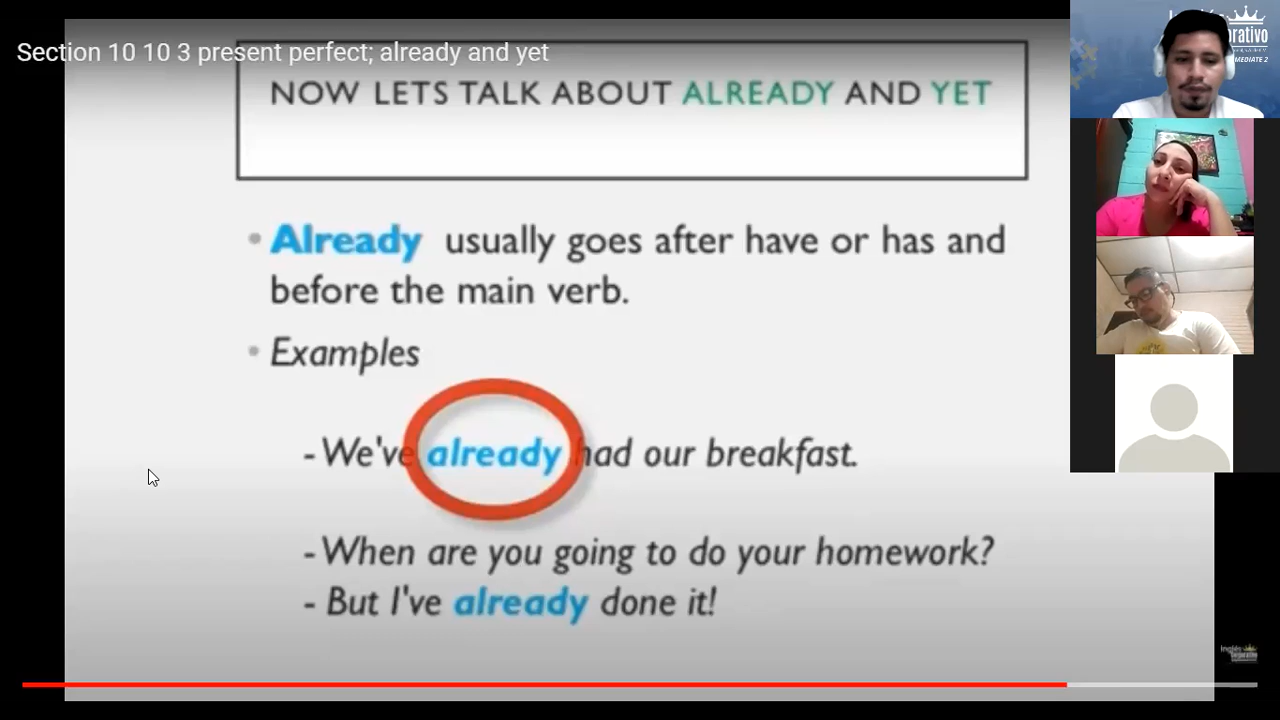 Section 10 10 3 present perfect; already and yet
NOW LETS TALK ABOUT ALREADY AND YET
Already usually goes after have or has and
before the main verb.
Examples
- We've already had our breakfast.
- When are you going to do your homework?
- But I've already done it!
Inglés
Corporativo